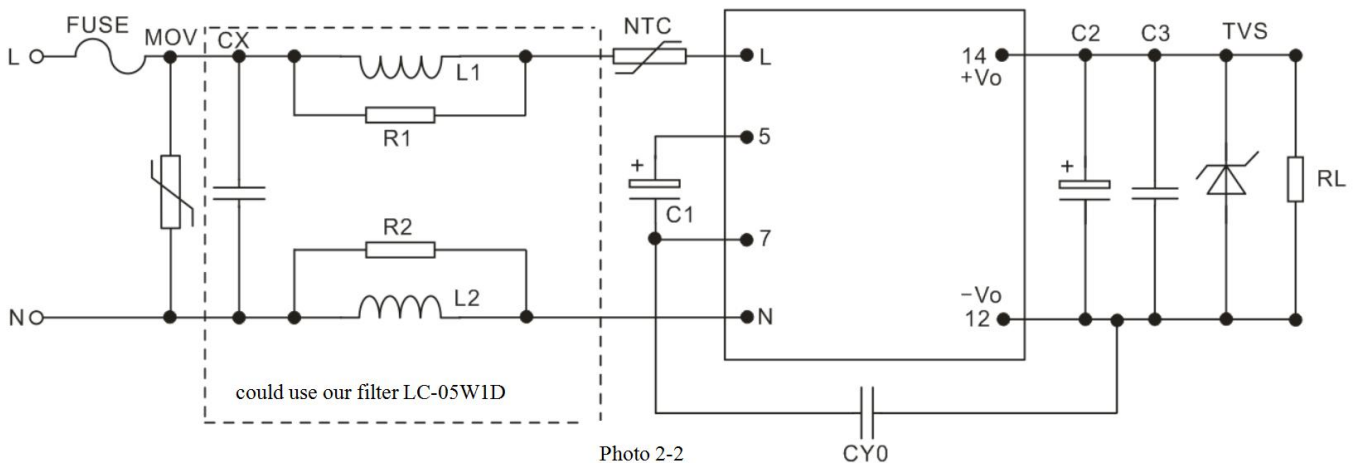 FUSE
MOV
CX
NTC
L
L1
R1
L
14
+Vo
C2
C3
TVS
5
+
C1
7
+
RL
R2
L2
N
N
−Vo
12
could use our filter LC-05W1D
Photo 2-2
CY0